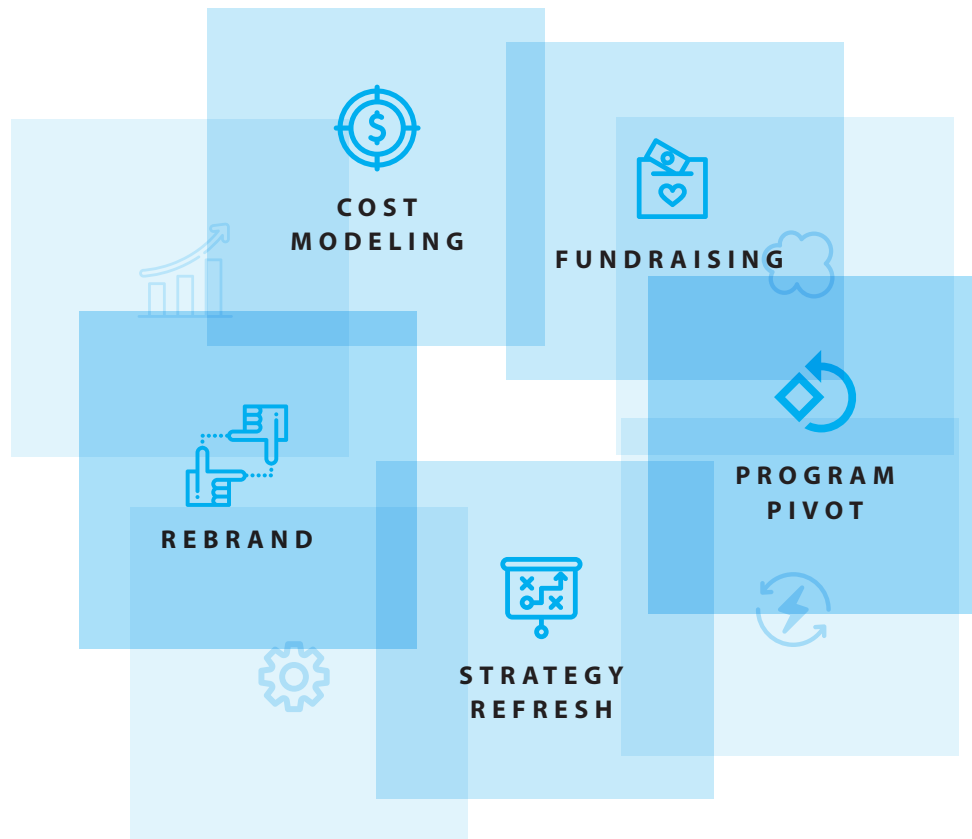 COST
MODELING
FUNDRAISING
PROGRAM
PIVOT
REBRAND
STRATEGY
REFRESH